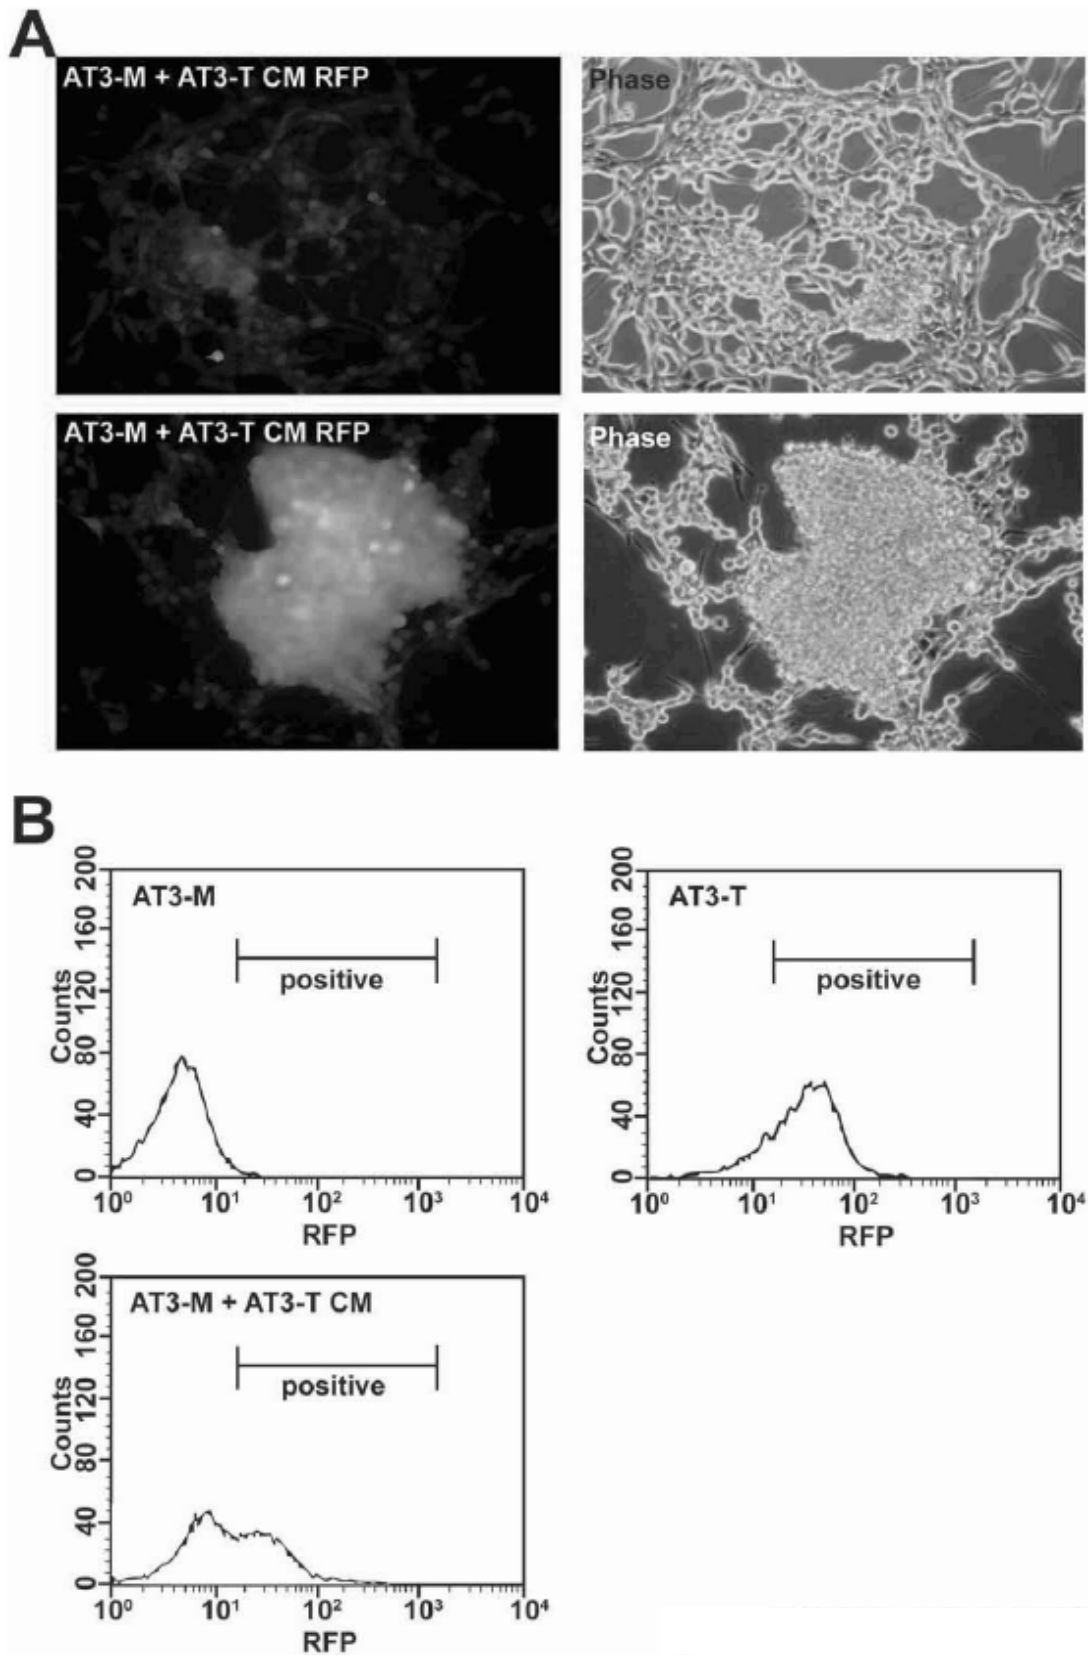 A
AT3-M + AT3-T CM RFP
Phase
AT3-M + AT3-T CM RFP
Phase
B
AT3-M
positive
Counts
200
160
120
80
40
0
10⁰ 10¹ 10² 10³ 10⁴
RFP
AT3-T
positive
Counts
200
160
120
80
40
0
10⁰ 10¹ 10² 10³ 10⁴
RFP
AT3-M + AT3-T CM
positive
Counts
200
160
120
80
40
0
10⁰ 10¹ 10² 10³ 10⁴
RFP